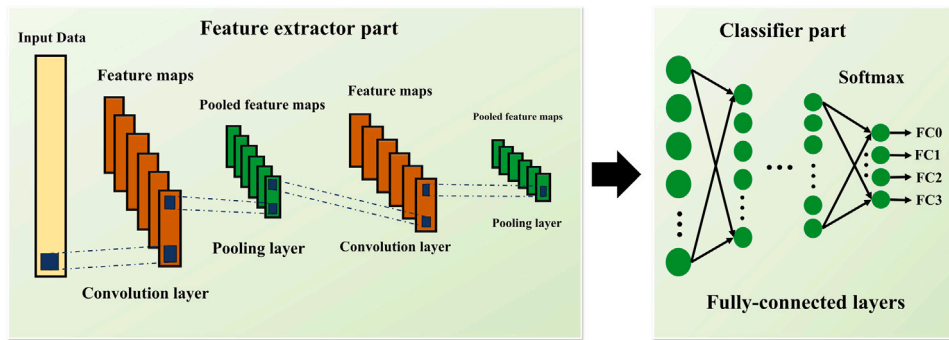 Feature extractor part
Input Data
Feature maps
Pooled feature maps
Feature maps
Pooled feature maps
Pooling layer
Convolution layer
Pooling layer
Convolution layer
Classifier part
Softmax
FC0
FC1
FC2
FC3
Fully-connected layers